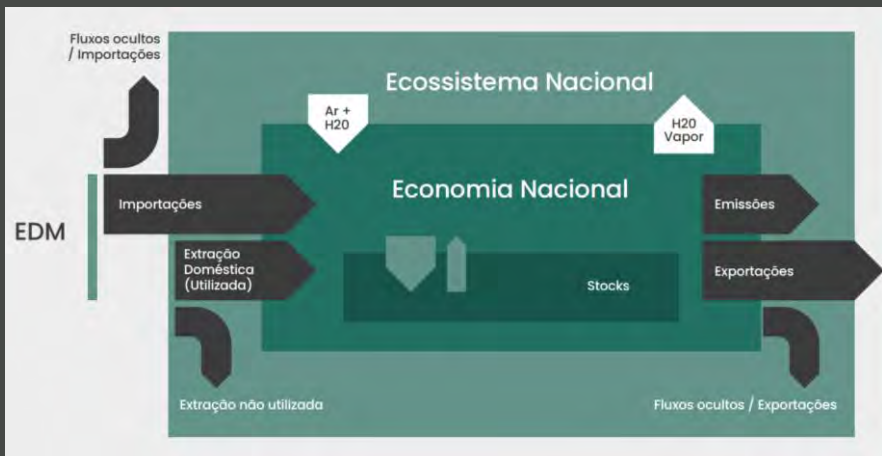 Fluxos ocultos
/ Importações
Ecossistema Nacional
Ar +
H20
H20
Vapor
Economia Nacional
EDM
Importações
Emissões
Extração
Doméstica
(Utilizada)
Stocks
Exportações
Extração não utilizada
Fluxos ocultos / Exportações